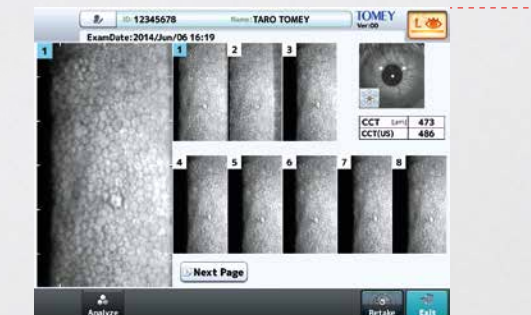 ID: 12345678 Name: TARO TOMEY TOMEY
Ver:00
L
ExamDate:2014/Jun/06 16:19
1 1 2 3
CCT [μm] 473
CCT(US) 486
4 5 6 7 8
Next Page
Analyze Retake Exit